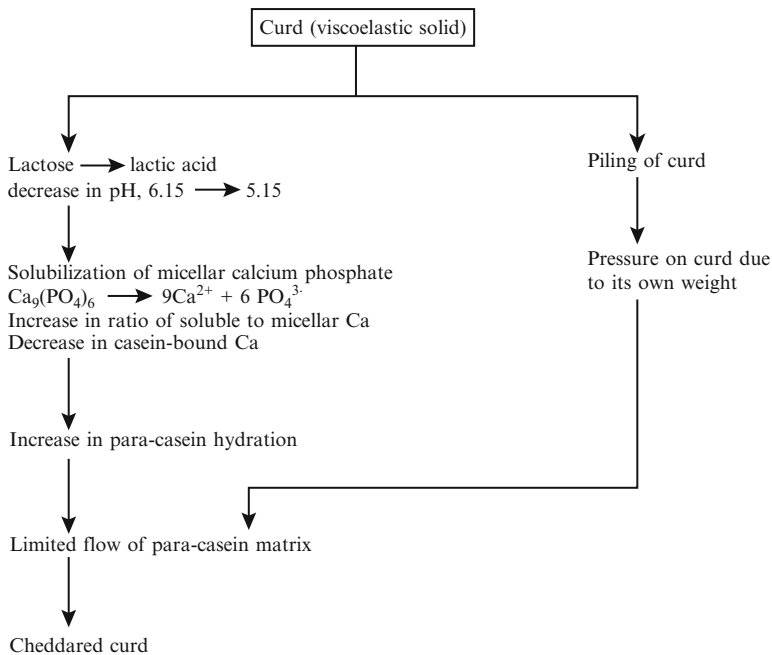 Curd (viscoelastic solid)
Lactose → lactic acid
decrease in pH, 6.15 → 5.15
Solubilization of micellar calcium phosphate
Ca₉(PO₄)₆ → 9Ca²⁺ + 6 PO₄³·
Increase in ratio of soluble to micellar Ca
Decrease in casein-bound Ca
Increase in para-casein hydration
Piling of curd
Pressure on curd due
to its own weight
Limited flow of para-casein matrix
Cheddared curd